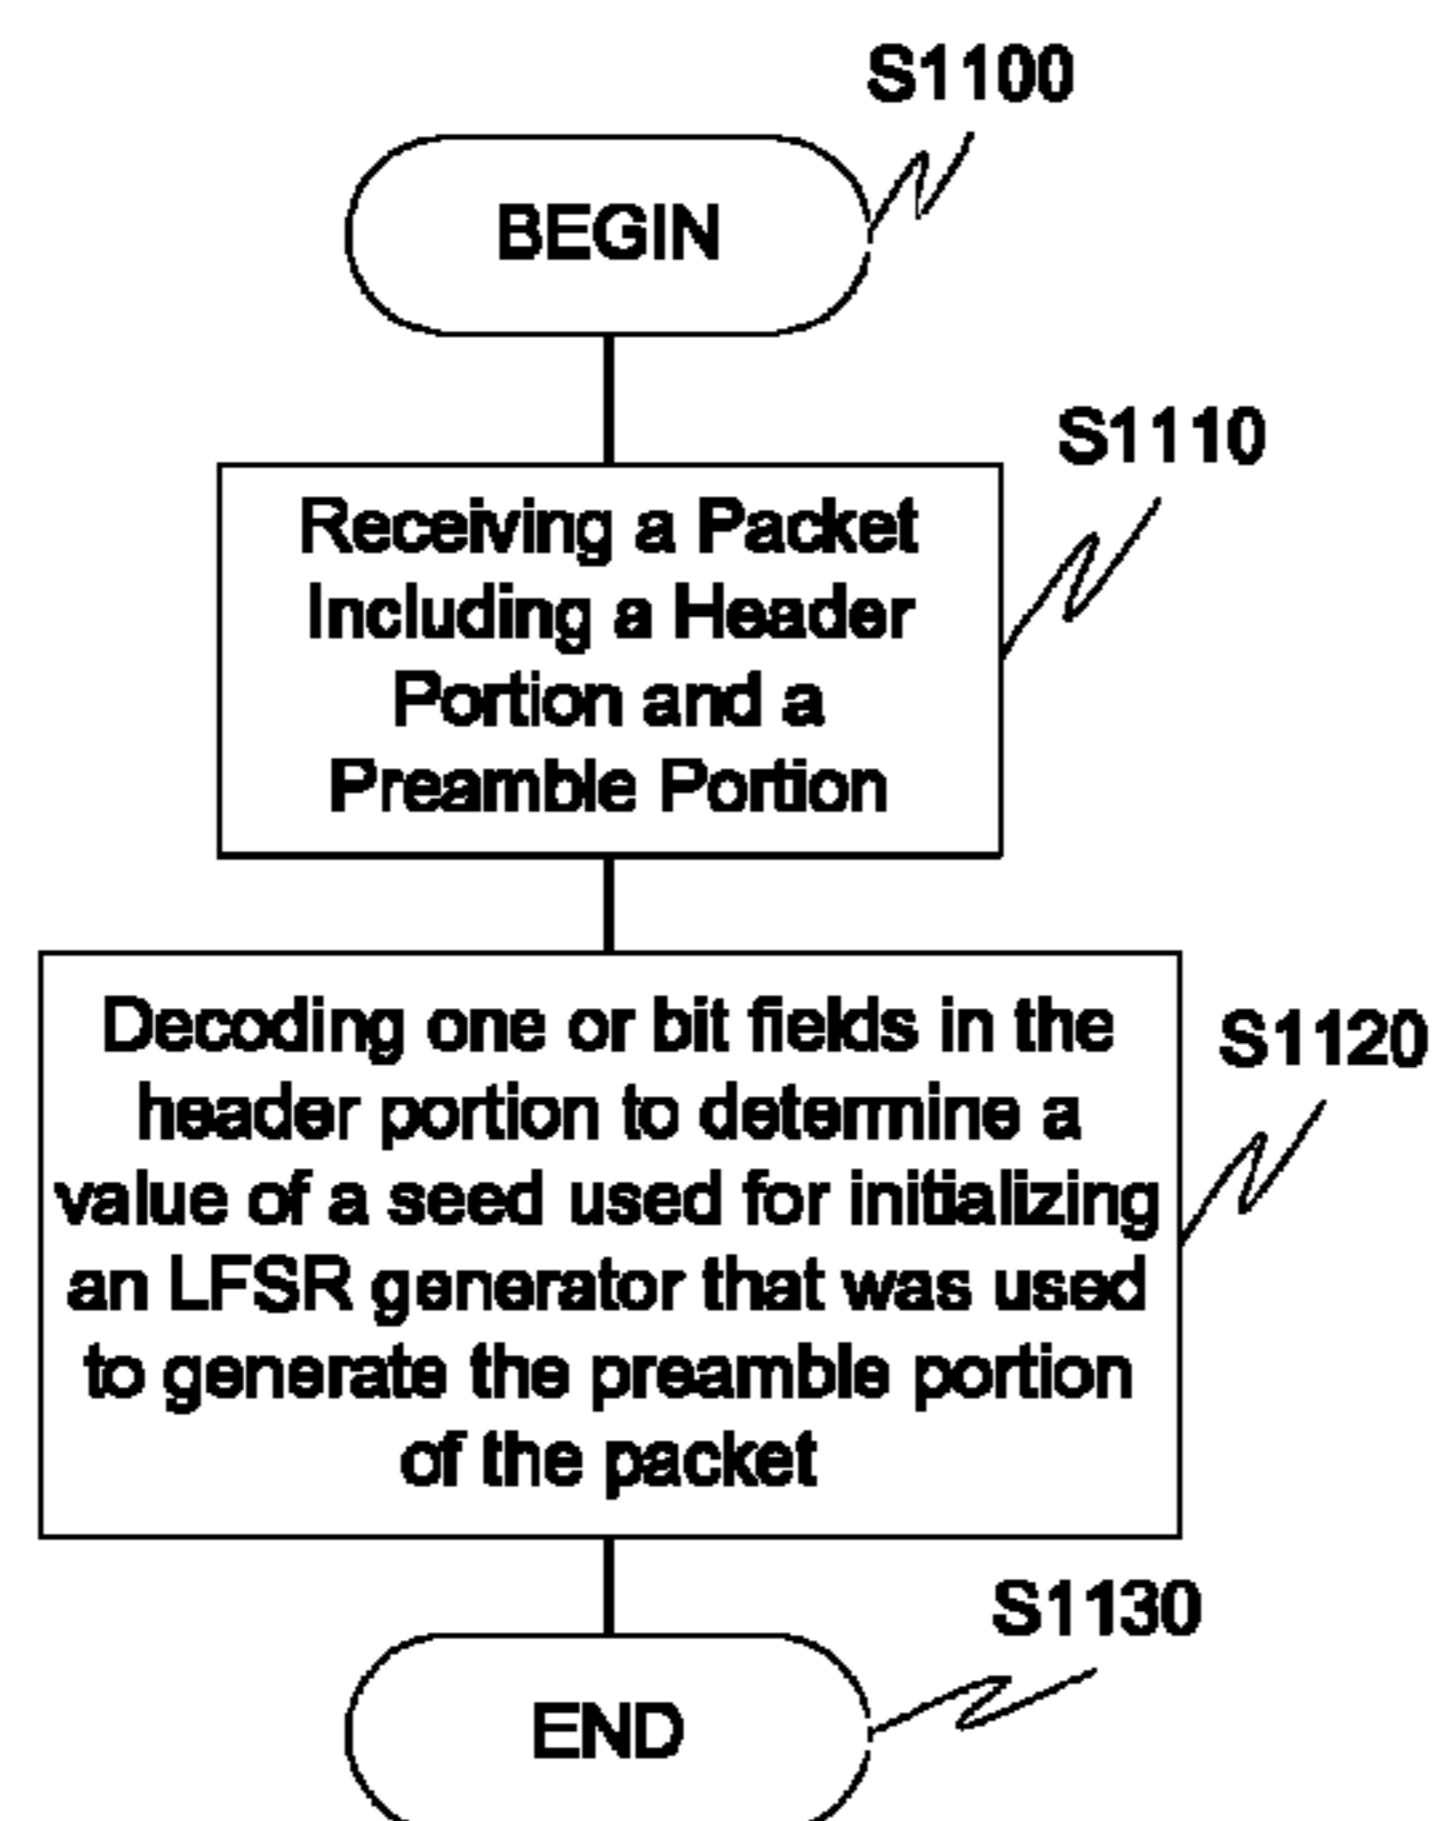 S1100
BEGIN
S1110
Receiving a Packet
Including a Header
Portion and a
Preamble Portion
S1120
Decoding one or bit fields in the
header portion to determine a
value of a seed used for initializing
an LFSR generator that was used
to generate the preamble portion
of the packet
S1130
END